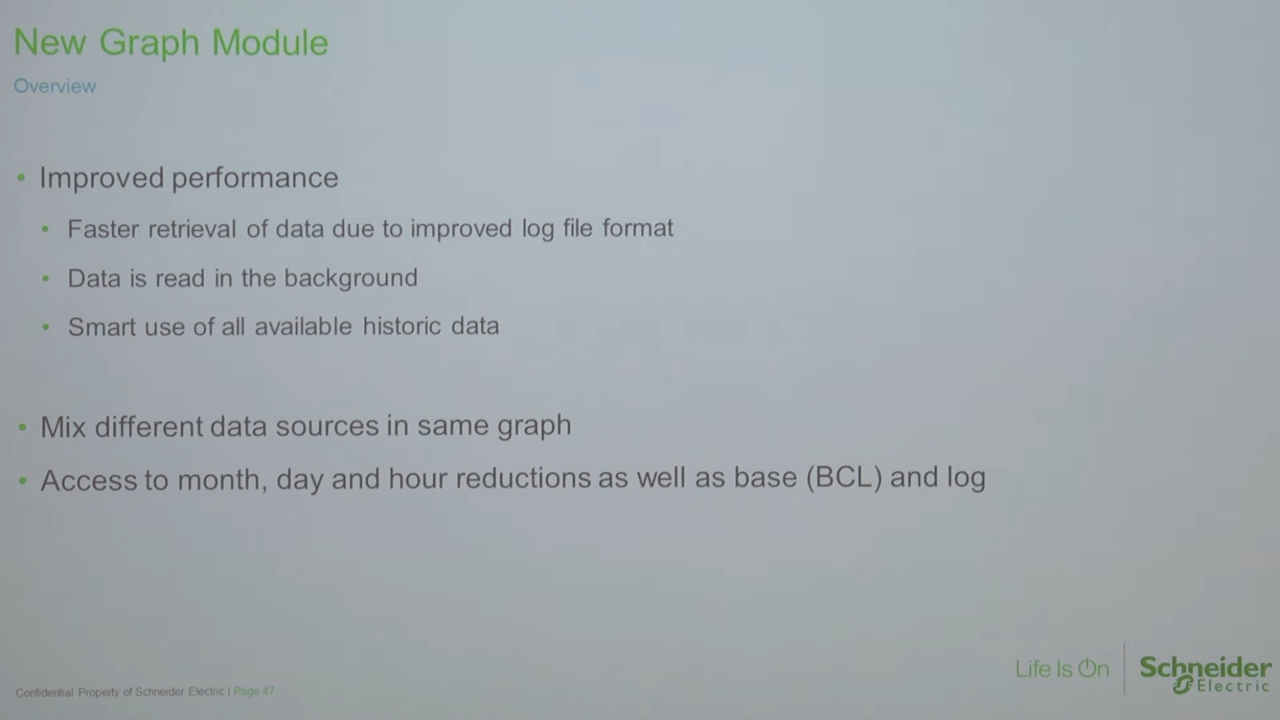 New Graph Module
Overview
• Improved performance
• Faster retrieval of data due to improved log file format
• Data is read in the background
• Smart use of all available historic data
• Mix different data sources in same graph
• Access to month, day and hour reductions as well as base (BCL) and log
Life Is On
Schneider
Electric
Confidential Property of Schneider Electric | Page 47